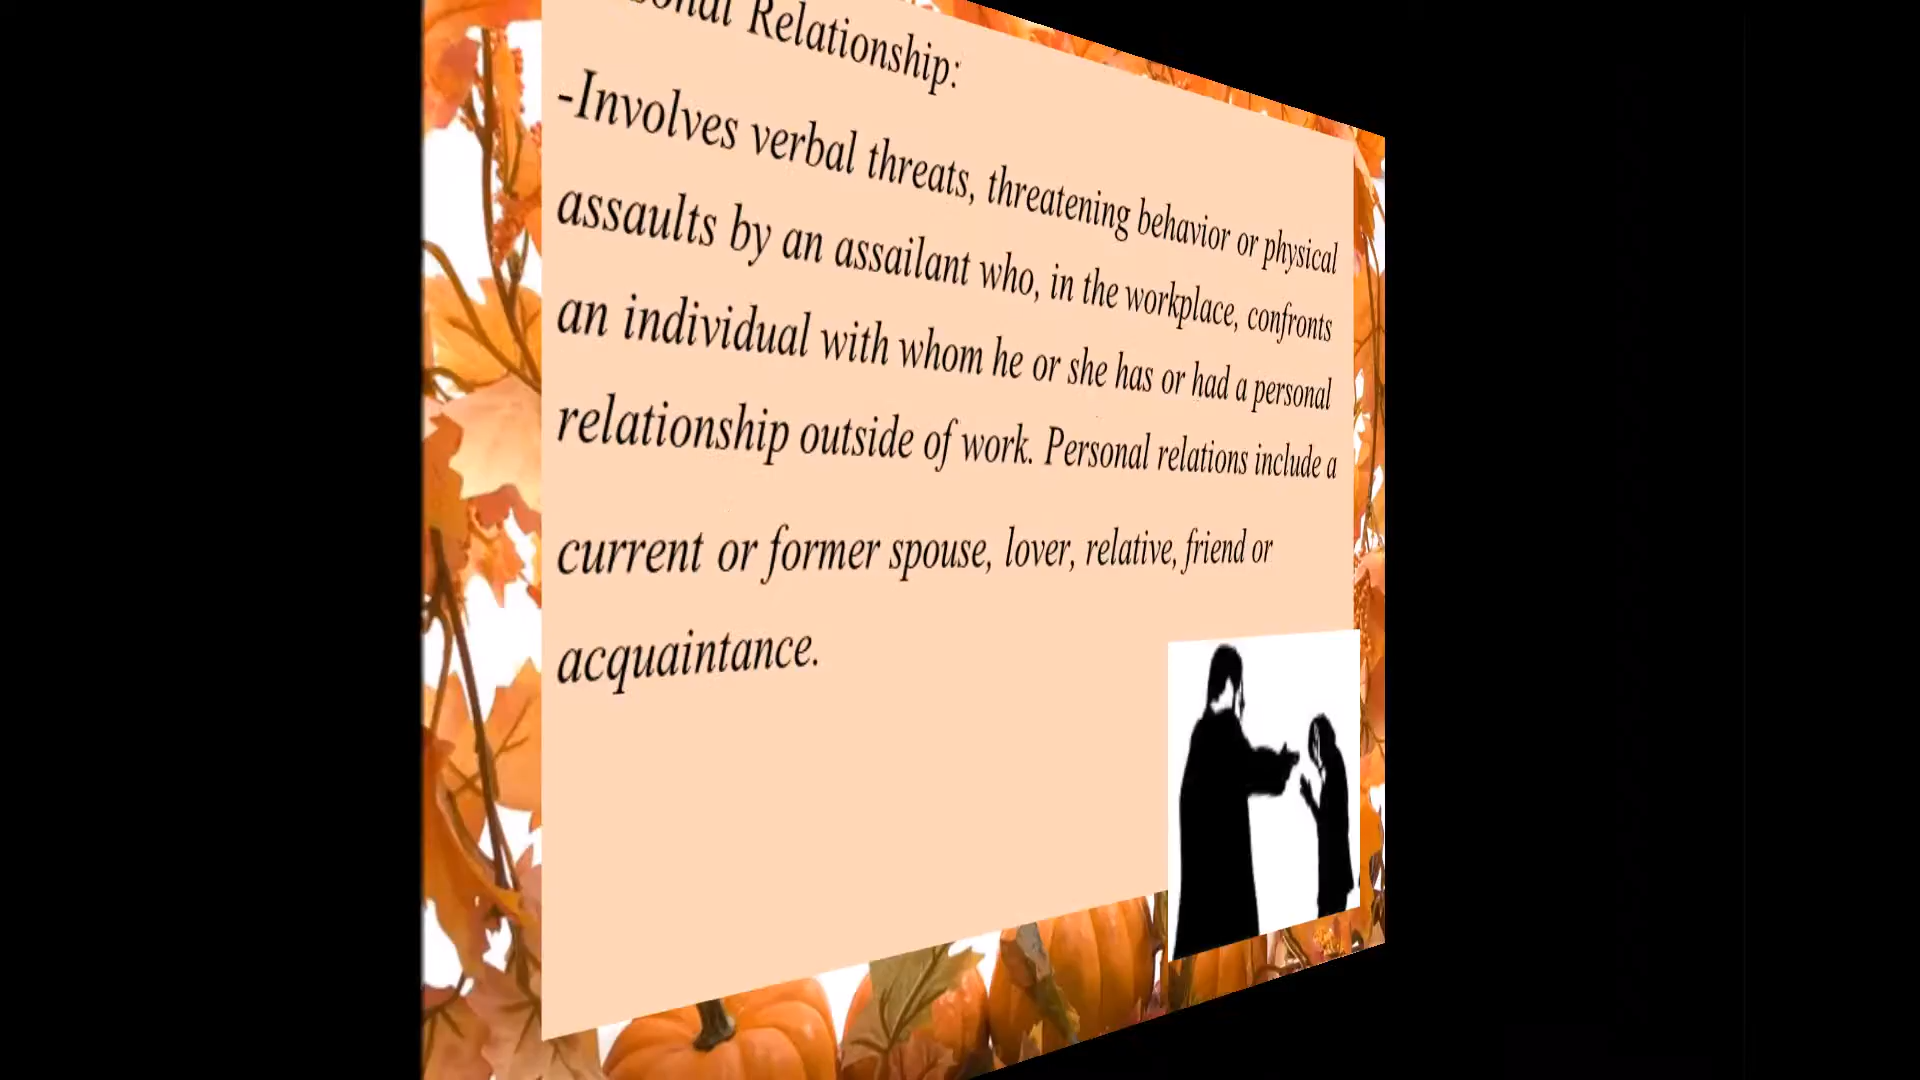 Relationship:
-Involves verbal threats, threatening behavior or physical
assaults by an assailant who, in the workplace, confronts
an individual with whom he or she has or had a personal
relationship outside of work. Personal relations include a
current or former spouse, lover, relative, friend or
acquaintance.